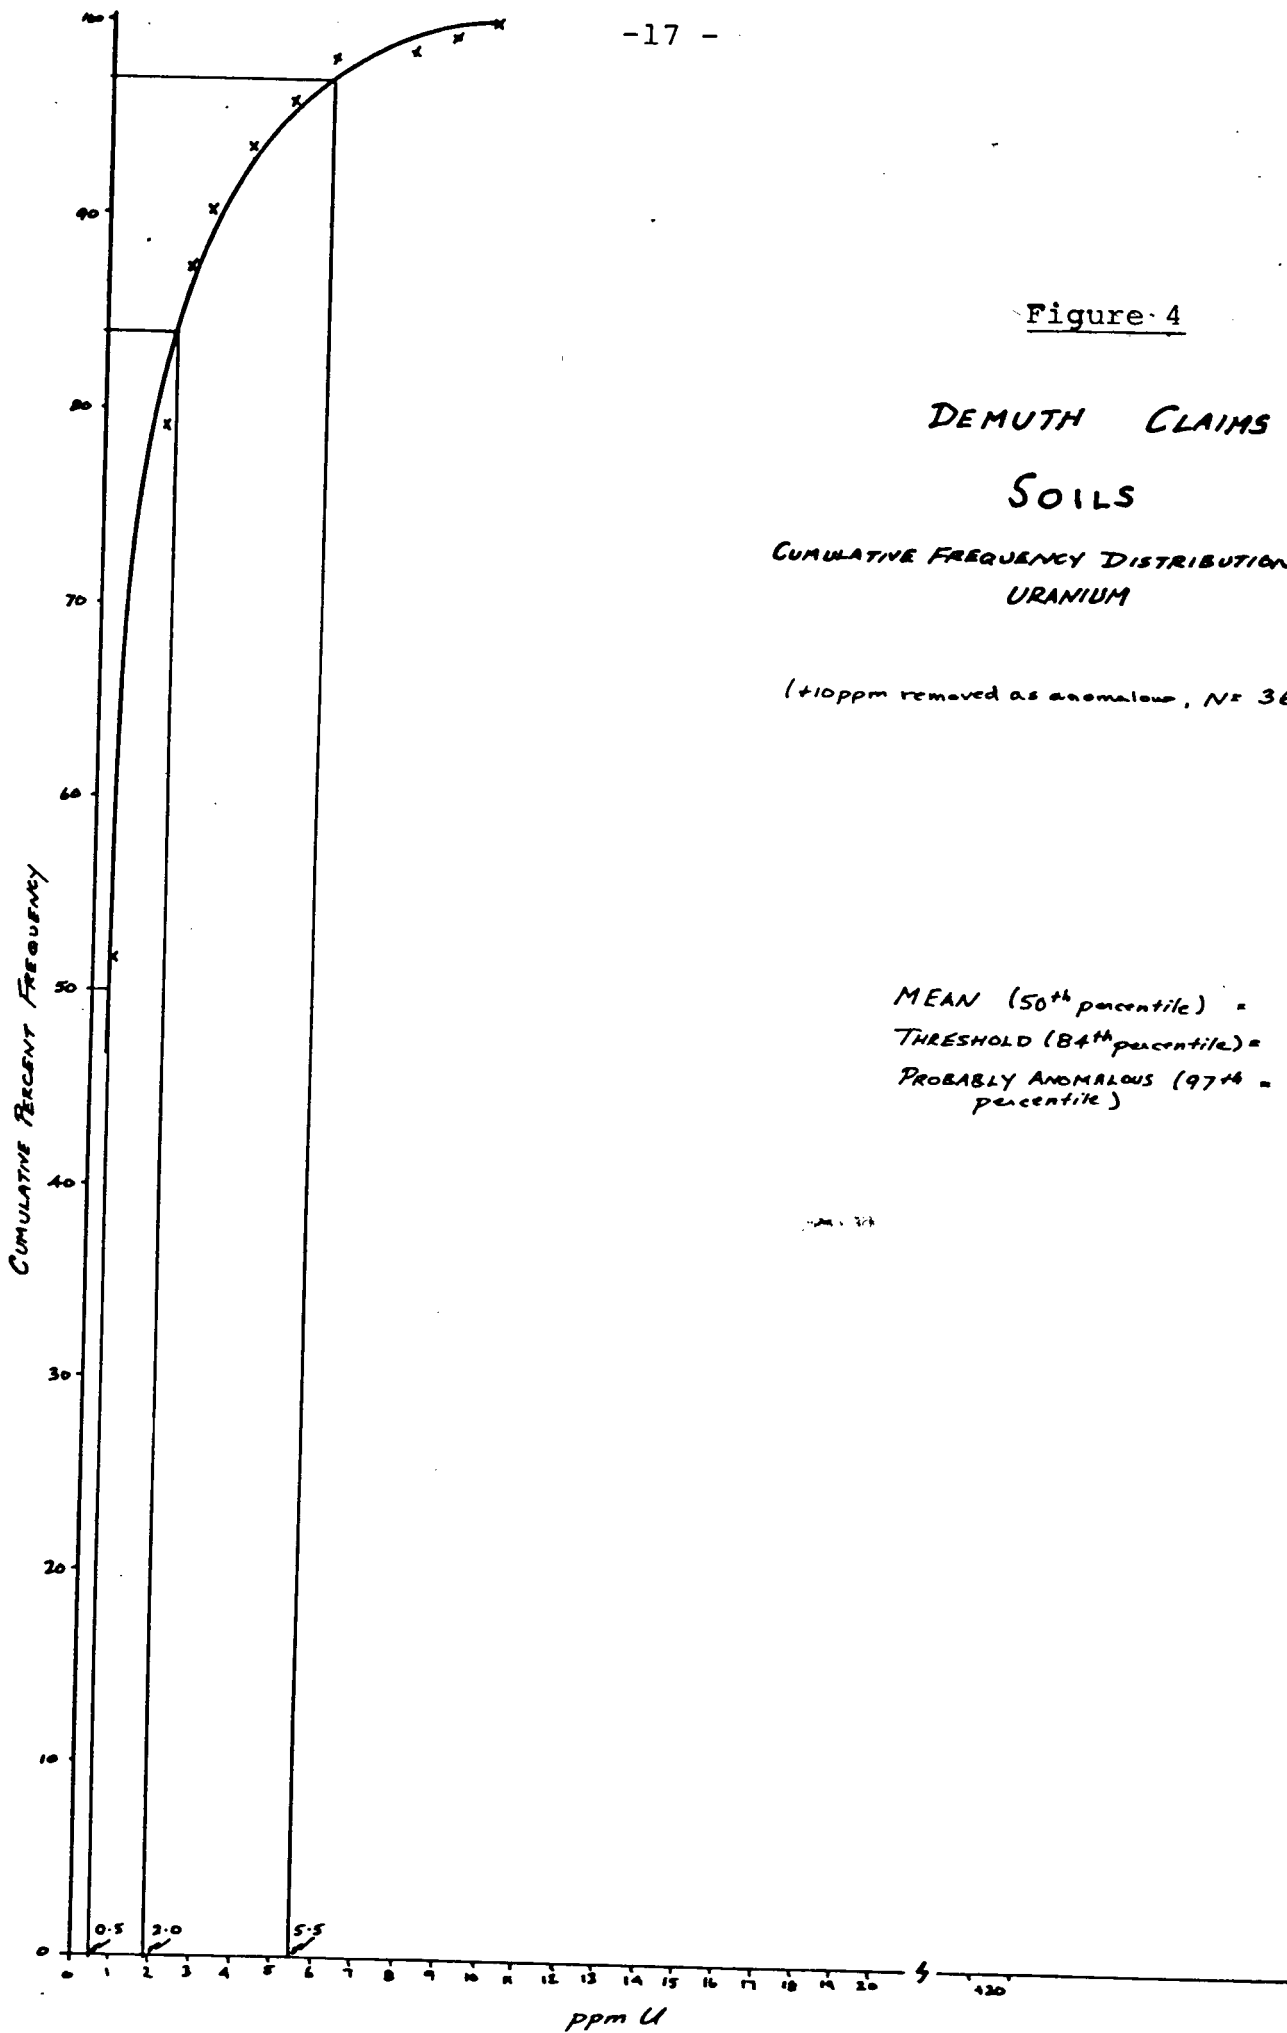 -17 -
Figure 4
DEMUTH CLAIMS
SOILS
CUMULATIVE FREQUENCY DISTRIBUTION
URANIUM
(+10ppm removed as anomalous, N= 36
MEAN (50th percentile) =
THRESHOLD (84th percentile) =
PROBABLY ANOMALOUS (97th =
percentile)
CUMULATIVE PERCENT FREQUENCY
100
90
80
70
60
50
40
30
20
10
0
0.5 2.0 5.5
0 1 2 3 4 5 6 7 8 9 10 11 12 13 14 15 16 17 18 19 20 420
ppm U